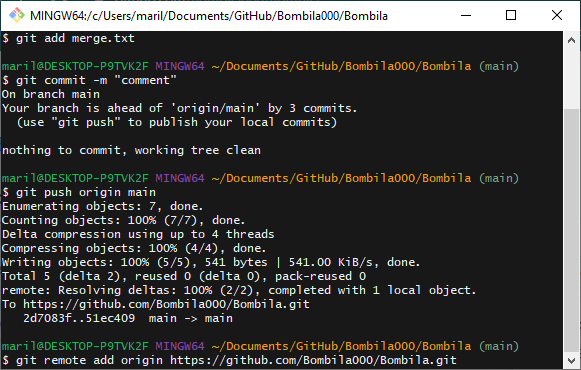 MINGW64:/c/Users/maril/Documents/GitHub/Bombila000/Bombila
$ git add merge.txt
maril@DESKTOP-P9TVK2F MINGW64 ~/Documents/GitHub/Bombila000/Bombila (main)
$ git commit -m "comment"
On branch main
Your branch is ahead of 'origin/main' by 3 commits.
  (use "git push" to publish your local commits)
nothing to commit, working tree clean
maril@DESKTOP-P9TVK2F MINGW64 ~/Documents/GitHub/Bombila000/Bombila (main)
$ git push origin main
Enumerating objects: 7, done.
Counting objects: 100% (7/7), done.
Delta compression using up to 4 threads
Compressing objects: 100% (4/4), done.
Writing objects: 100% (5/5), 541 bytes | 541.00 KiB/s, done.
Total 5 (delta 2), reused 0 (delta 0), pack-reused 0
remote: Resolving deltas: 100% (2/2), completed with 1 local object.
To https://github.com/Bombila000/Bombila.git
   2d7083f..51ec409  main -> main
maril@DESKTOP-P9TVK2F MINGW64 ~/Documents/GitHub/Bombila000/Bombila (main)
$ git remote add origin https://github.com/Bombila000/Bombila.git